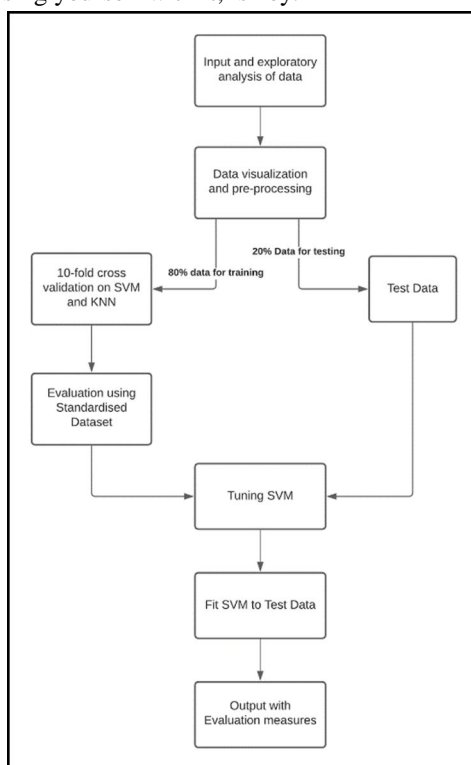 Input and exploratory
analysis of data
Data visualization
and pre-processing
20% Data for testing
80% data for training
10-fold cross
validation on SVM
and KNN
Test Data
Evaluation using
Standardised
Dataset
Tuning SVM
Fit SVM to Test Data
Output with
Evaluation measures